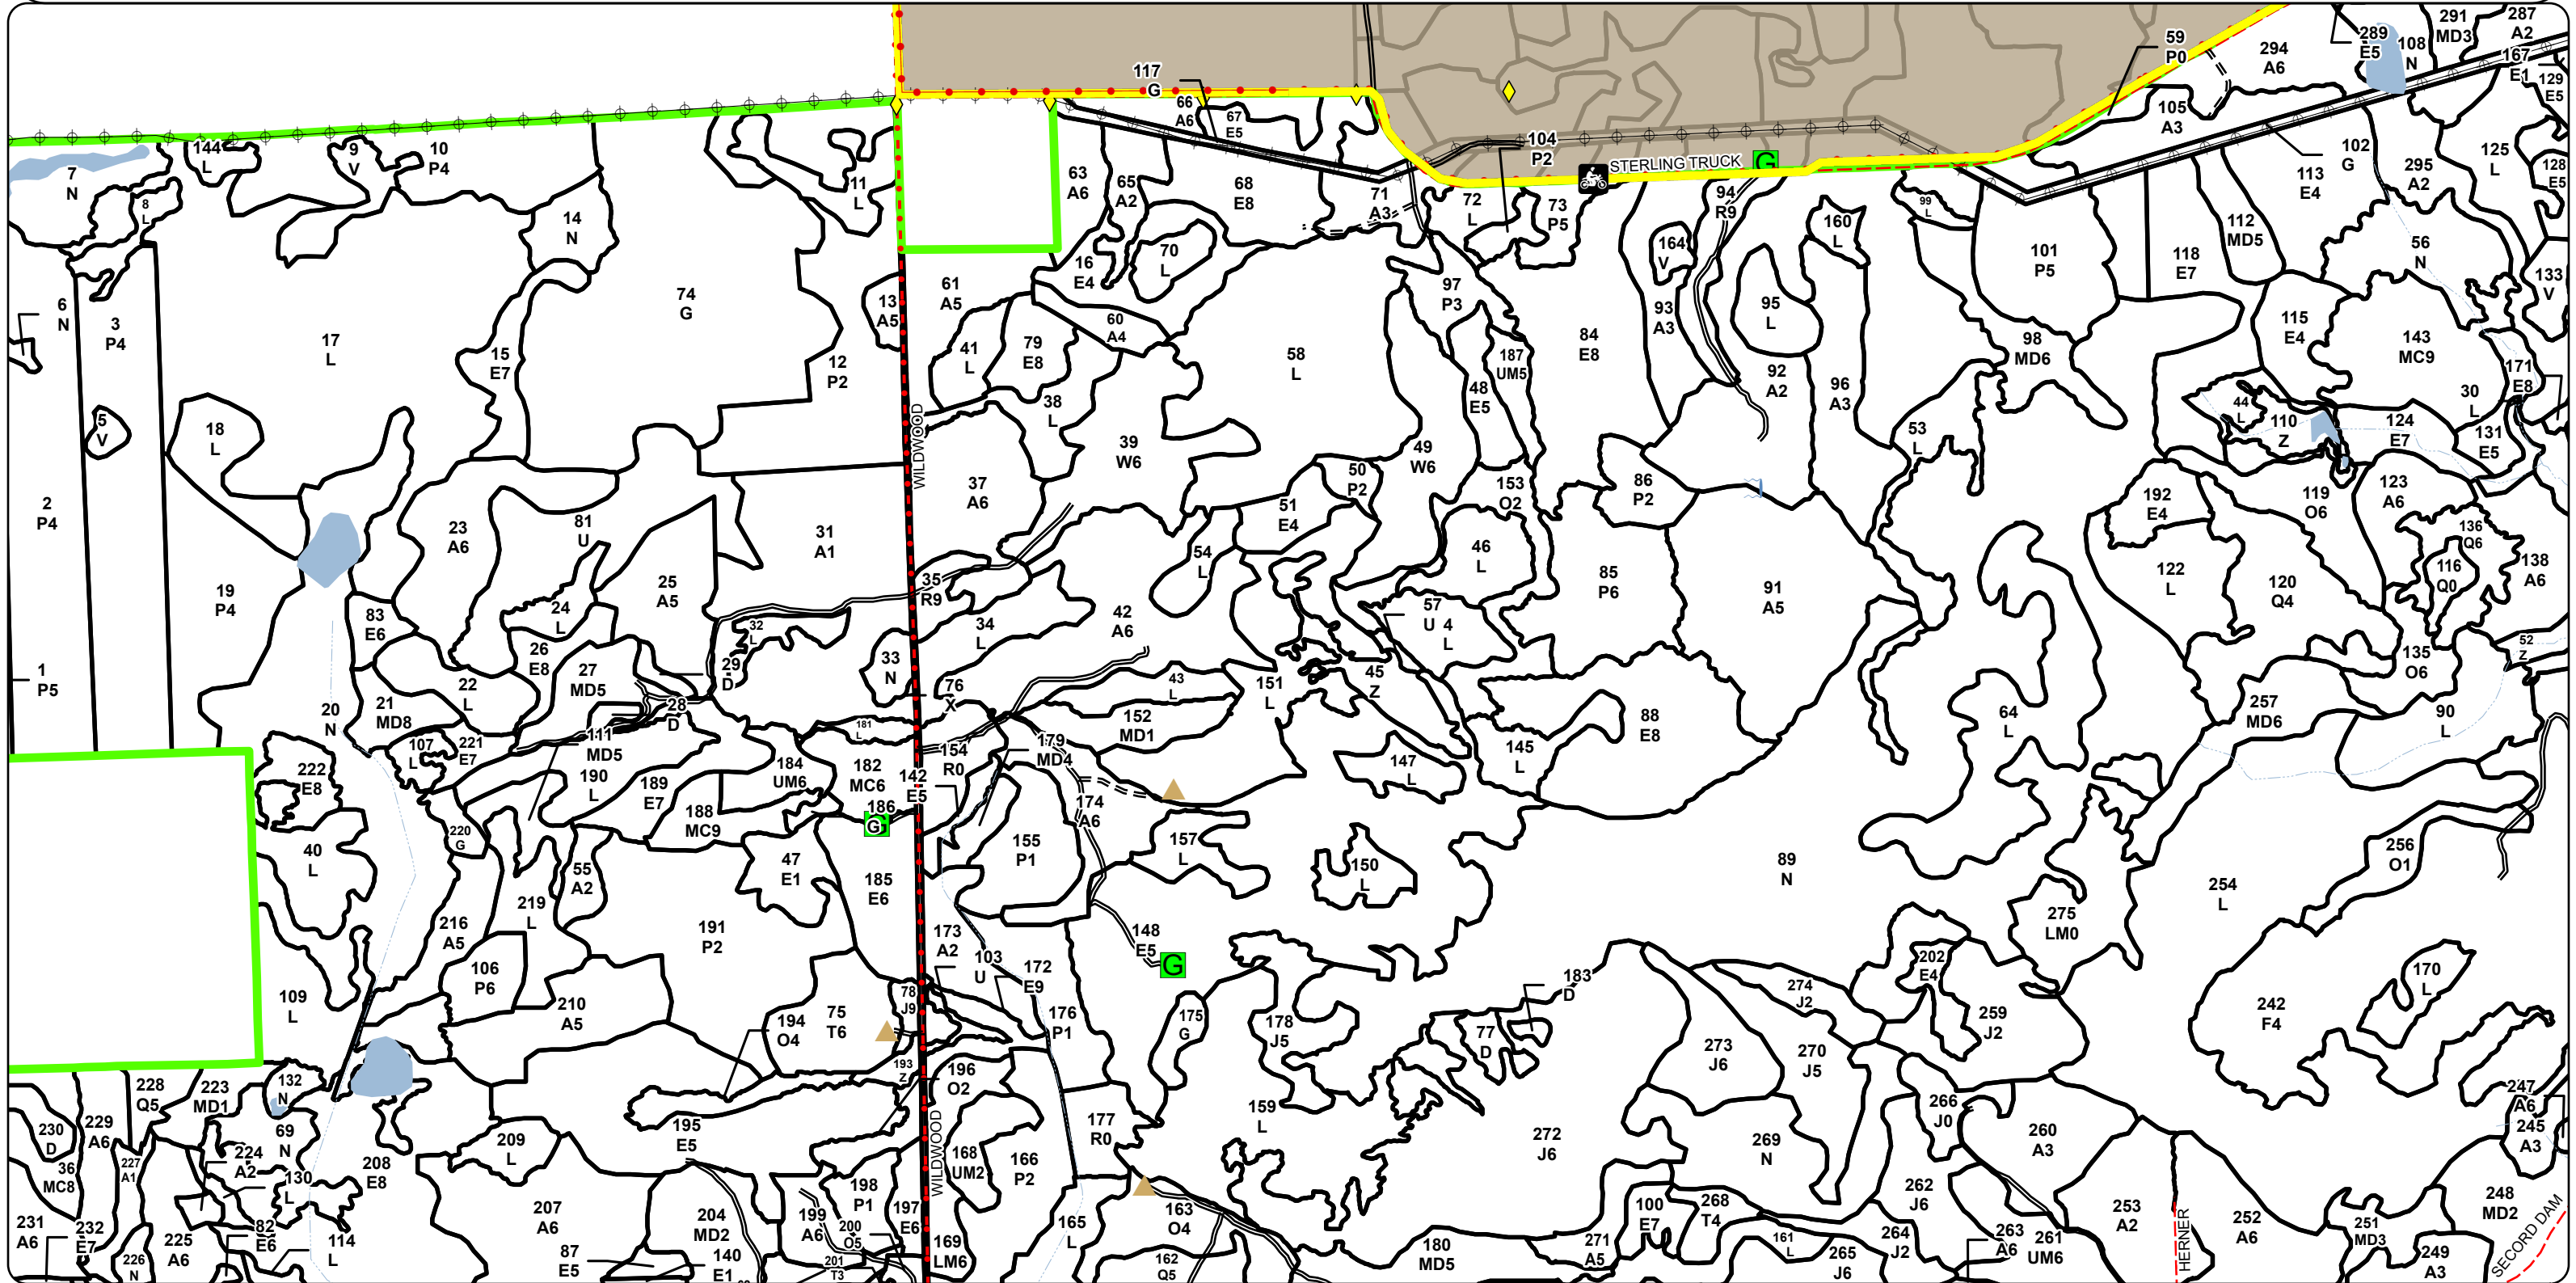 59
P0
289
E5
108
N
291
MD3
287
A2
294
A6
167
E1
129
E5
117
G
66
A6
67
E5
105
A3
104
P2
STERLING TRUCK
G
102
G
125
L
128
E5
113
E4
295
A2
144
L
9
V
10
P4
7
N
8
L
11
L
14
N
63
A6
65
A2
68
E8
71
A3
72
L
73
P5
94
R9
164
V
160
L
99
L
101
P5
118
E7
112
MD5
56
N
133
V
16
E4
70
L
6
N
3
P4
17
L
74
G
15
E7
12
P2
13
A5
61
A5
41
L
79
E8
60
A4
58
L
97
P3
187
UM5
48
E5
84
E8
93
A3
95
L
92
A2
96
A3
98
MD6
115
E4
143
MC9
171
E8
30
L
5
V
18
L
38
L
39
W6
WILDWOOD
49
W6
53
L
44
L
110
Z
124
E7
131
E5
2
P4
23
A6
81
U
31
A1
37
A6
50
P2
51
E4
153
O2
86
P2
192
E4
119
O6
123
A6
136
Q6
116
Q0
138
A6
19
P4
83
E6
24
L
25
A5
35
R9
34
L
42
A6
54
L
46
L
57
U
4
L
85
P6
91
A5
122
L
120
Q4
52
Z
1
P5
26
E8
27
MD5
32
L
29
D
33
N
76
X
43
L
151
L
45
Z
135
O6
20
N
21
MD8
22
L
28
D
181
L
152
MD1
145
L
88
E8
64
L
257
MD6
90
L
107
L
221
E7
111
MD5
222
E8
190
L
189
E7
184
UM6
182
MC6
142
E5
154
R0
179
MD4
147
L
220
G
188
MC9
186
G
174
A6
40
L
55
A2
47
E1
185
E6
155
P1
157
L
150
L
89
N
256
O1
254
L
216
A5
219
L
191
P2
173
A2
103
U
148
E5
G
275
LM0
202
E4
106
P6
109
L
210
A5
194
O4
75
T6
78
J9
172
E9
176
P1
175
G
178
J5
77
D
183
D
274
J2
259
J2
170
L
242
F4
228
Q5
223
MD1
132
N
193
Z
196
O2
273
J6
270
J5
230
D
229
A6
69
N
195
E5
209
L
WILDWOOD
177
R0
159
L
272
J6
269
N
266
J0
260
A3
247
A6
245
A3
36
MC8
227
A1
224
A2
130
L
208
E8
168
UM2
166
P2
231
A6
232
E7
226
N
225
A6
82
E6
114
L
207
A6
87
E5
204
MD2
140
E1
199
A6
198
P1
200
O5
201
T3
197
E6
169
LM6
165
L
163
O4
162
Q5
180
MD5
271
A5
100
E7
268
T4
161
L
265
J6
264
J2
262
J6
263
A6
261
UM6
253
A2
HERNER
252
A6
251
MD3
249
A3
248
MD2
SECORD DAM